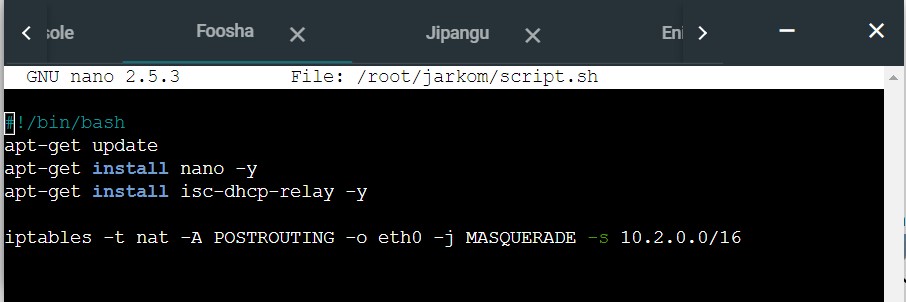 sole Foosha Jipangu Eni
GNU nano 2.5.3 File: /root/jarkom/script.sh
#!/bin/bash
apt-get update
apt-get install nano -y
apt-get install isc-dhcp-relay -y
iptables -t nat -A POSTROUTING -o eth0 -j MASQUERADE -s 10.2.0.0/16